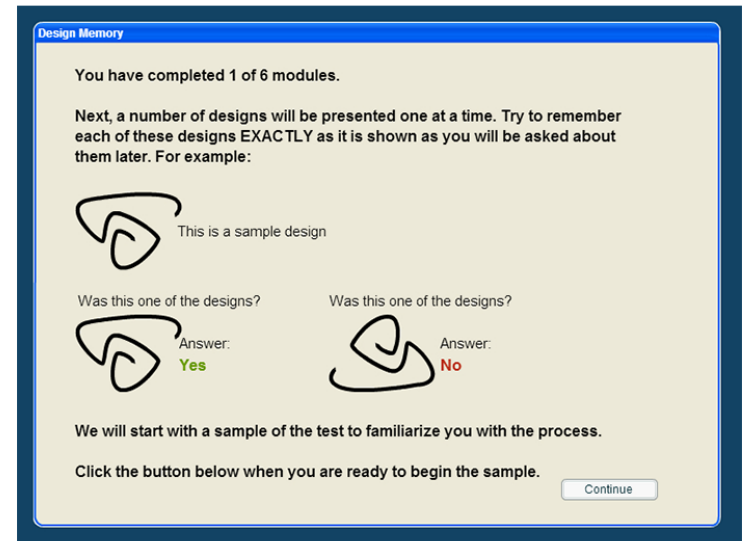 Design Memory
You have completed 1 of 6 modules.
Next, a number of designs will be presented one at a time. Try to remember
each of these designs EXACTLY as it is shown as you will be asked about
them later. For example:
This is a sample design
Was this one of the designs?
Was this one of the designs?
Answer:
Yes
Answer:
No
We will start with a sample of the test to familiarize you with the process.
Click the button below when you are ready to begin the sample.
Continue